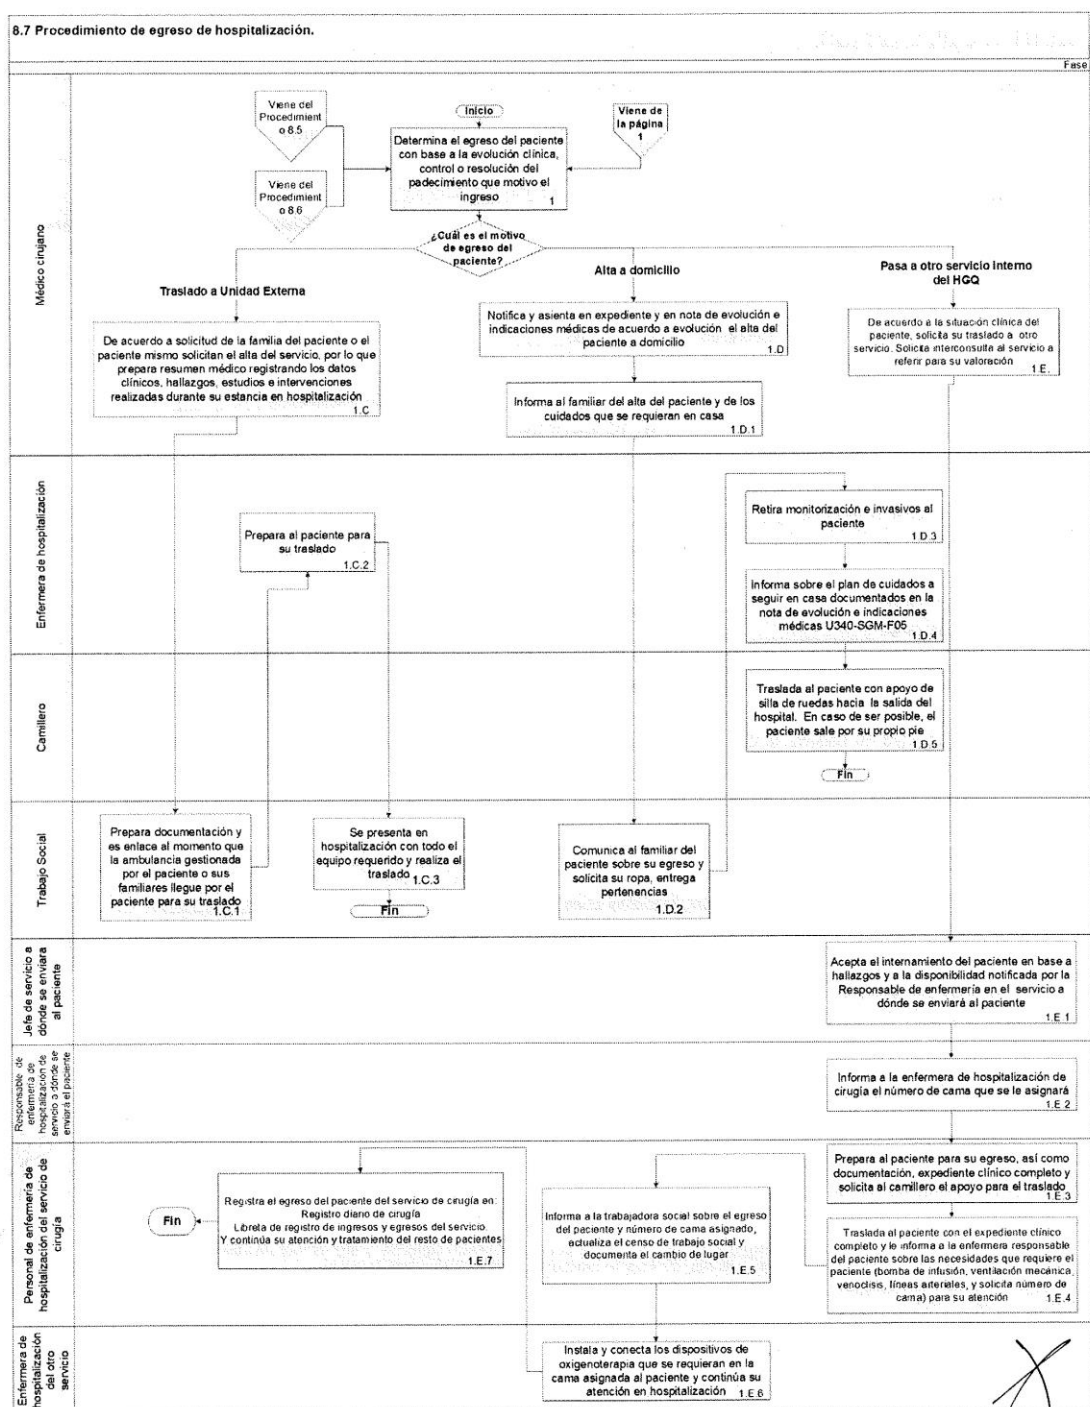 8.7 Procedimiento de egreso de hospitalización.
Fase
Médico cirujano
Viene del
Procedimient
o 8.5
Inicio
Viene de
la página
1
Determina el egreso del paciente
con base a la evolución clínica,
control o resolución del
padecimiento que motivo el
ingreso
1
Viene del
Procedimient
o 8.6
¿Cuál es el motivo
de egreso del
paciente?
Traslado a Unidad Externa
Alta a domicilio
Pasa a otro servicio interno
del HGQ
De acuerdo a solicitud de la familia del paciente o el
paciente mismo solicitan el alta del servicio, por lo que
prepara resumen médico registrando los datos
clínicos, hallazgos, estudios e intervenciones
realizadas durante su estancia en hospitalización
1.C
Notifica y asienta en expediente y en nota de evolución e
indicaciones médicas de acuerdo a evolución el alta del
paciente a domicilio
1.D
De acuerdo a la situación clínica del
paciente, solicita su traslado a otro
servicio. Solicita interconsulta al servicio a
referir para su valoración
1.E.
Informa al familiar del alta del paciente y de los
cuidados que se requieran en casa
1.D.1
Enfermera de hospitalización
Prepara al paciente para
su traslado
1.C.2
Retira monitorización e invasivos al
paciente
1.D.3
Informa sobre el plan de cuidados a
seguir en casa documentados en la
nota de evolución e indicaciones
médicas U340-SGM-F05
1.D.4
Camillero
Traslada al paciente con apoyo de
silla de ruedas hacia la salida del
hospital. En caso de ser posible, el
paciente sale por su propio pie
1.D.5
Fin
Trabajo Social
Prepara documentación y
es enlace al momento que
la ambulancia gestionada
por el paciente o sus
familiares llegue por el
paciente para su traslado
1.C.1
Se presenta en
hospitalización con todo el
equipo requerido y realiza el
traslado
1.C.3
Fin
Comunica al familiar del
paciente sobre su egreso y
solicita su ropa, entrega
pertenencias
1.D.2
Jefe de servicio a
dónde se enviara
al paciente
Acepta el internamiento del paciente en base a
hallazgos y a la disponibilidad notificada por la
Responsable de enfermería en el servicio a
dónde se enviará al paciente
1.E.1
Responsable de
enfermería de
hospitalización de
servicio a dónde se
enviará el paciente
Informa a la enfermera de hospitalización de
cirugía el número de cama que se le asignará
1.E.2
Personal de enfermería de
hospitalización del servicio de
cirugía
Prepara al paciente para su egreso, así como
documentación, expediente clínico completo y
solicita al camillero el apoyo para el traslado
1.E.3
Fin
Registra el egreso del paciente del servicio de cirugía en:
Registro diario de cirugía
Libreta de registro de ingresos y egresos del servicio.
Y continúa su atención y tratamiento del resto de pacientes
1.E.7
Informa a la trabajadora social sobre el egreso
del paciente y número de cama asignado,
actualiza el censo de trabajo social y
documenta el cambio de lugar
1.E.5
Traslada al paciente con el expediente clínico
completo y le informa a la enfermera responsable
del paciente sobre las necesidades que requiere el
paciente (bomba de infusión, ventilación mecánica,
venoclisis, líneas arteriales, y solicita número de
cama) para su atención
1.E.4
Enfermera de
hospitalización
del otro
servicio
Instala y conecta los dispositivos de
oxigenoterapia que se requieran en la
cama asignada al paciente y continúa su
atención en hospitalización
1.E.6